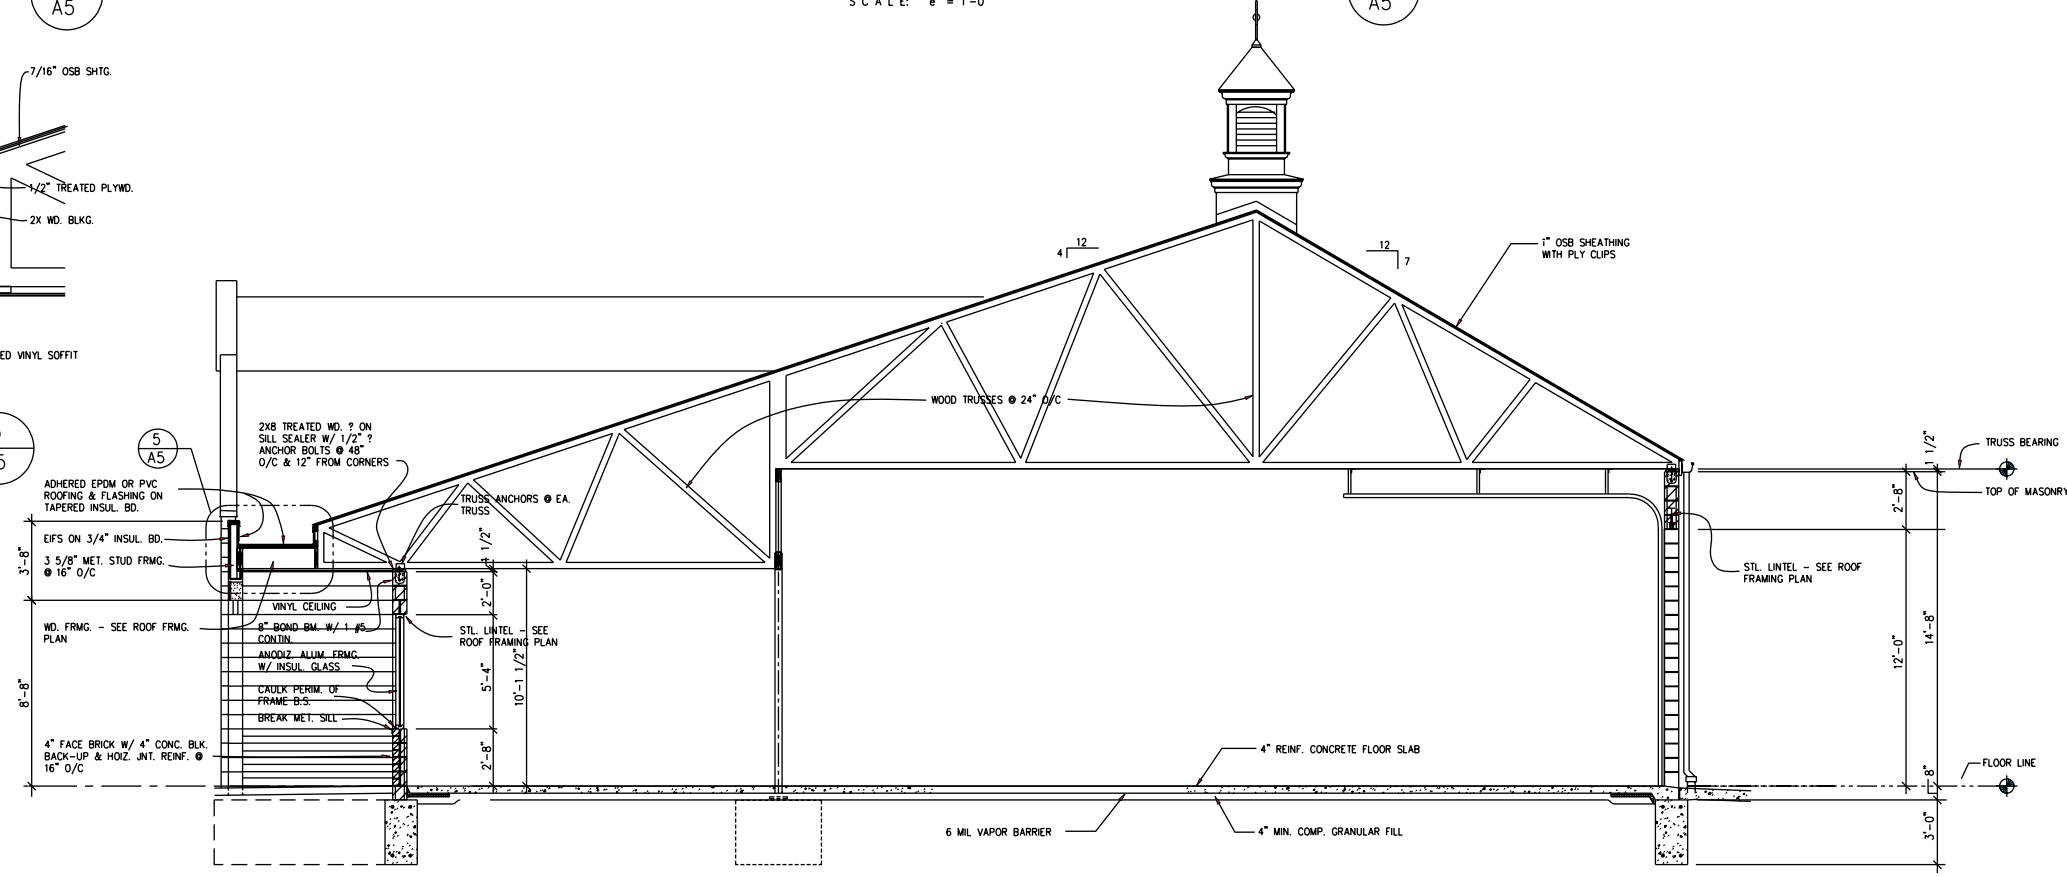 A5
SCALE: e" = 1'-0
A5
7/16" OSB SHTG.
1/2" TREATED PLYWD.
2X WD. BLKG.
ED VINYL SOFFIT
5
5
A5
12
4
12
7
i" OSB SHEATHING
WITH PLY CLIPS
WOOD TRUSSES @ 24" O/C
2X8 TREATED WD. ? ON
SILL SEALER W/ 1/2" ?
ANCHOR BOLTS @ 48"
O/C & 12" FROM CORNERS
TRUSS ANCHORS @ EA.
TRUSS
ADHERED EPDM OR PVC
ROOFING & FLASHING ON
TAPERED INSUL. BD.
EIFS ON 3/4" INSUL. BD.
3 5/8" MET. STUD FRMG.
@ 16" O/C
VINYL CEILING
WD. FRMG. - SEE ROOF FRMG.
PLAN
8" BOND BM. W/ 1 #5
CONTIN.
ANODIZ. ALUM. FRMG.
W/ INSUL. GLASS
CAULK PERIM. OF
FRAME B.S.
BREAK MET. SILL
4" FACE BRICK W/ 4" CONC. BLK.
BACK-UP & HOIZ. JNT. REINF. @
16" O/C
STL. LINTEL - SEE
ROOF FRAMING PLAN
3'-8"
8'-8"
1/2"
2'-0"
5'-4"
2'-8"
10'-1 1/2"
6 MIL VAPOR BARRIER
4" REINF. CONCRETE FLOOR SLAB
4" MIN. COMP. GRANULAR FILL
STL. LINTEL - SEE ROOF
FRAMING PLAN
1 1/2"
TRUSS BEARING
TOP OF MASONRY
2'-8"
12'-0"
14'-8"
8"
3'-0"
FLOOR LINE